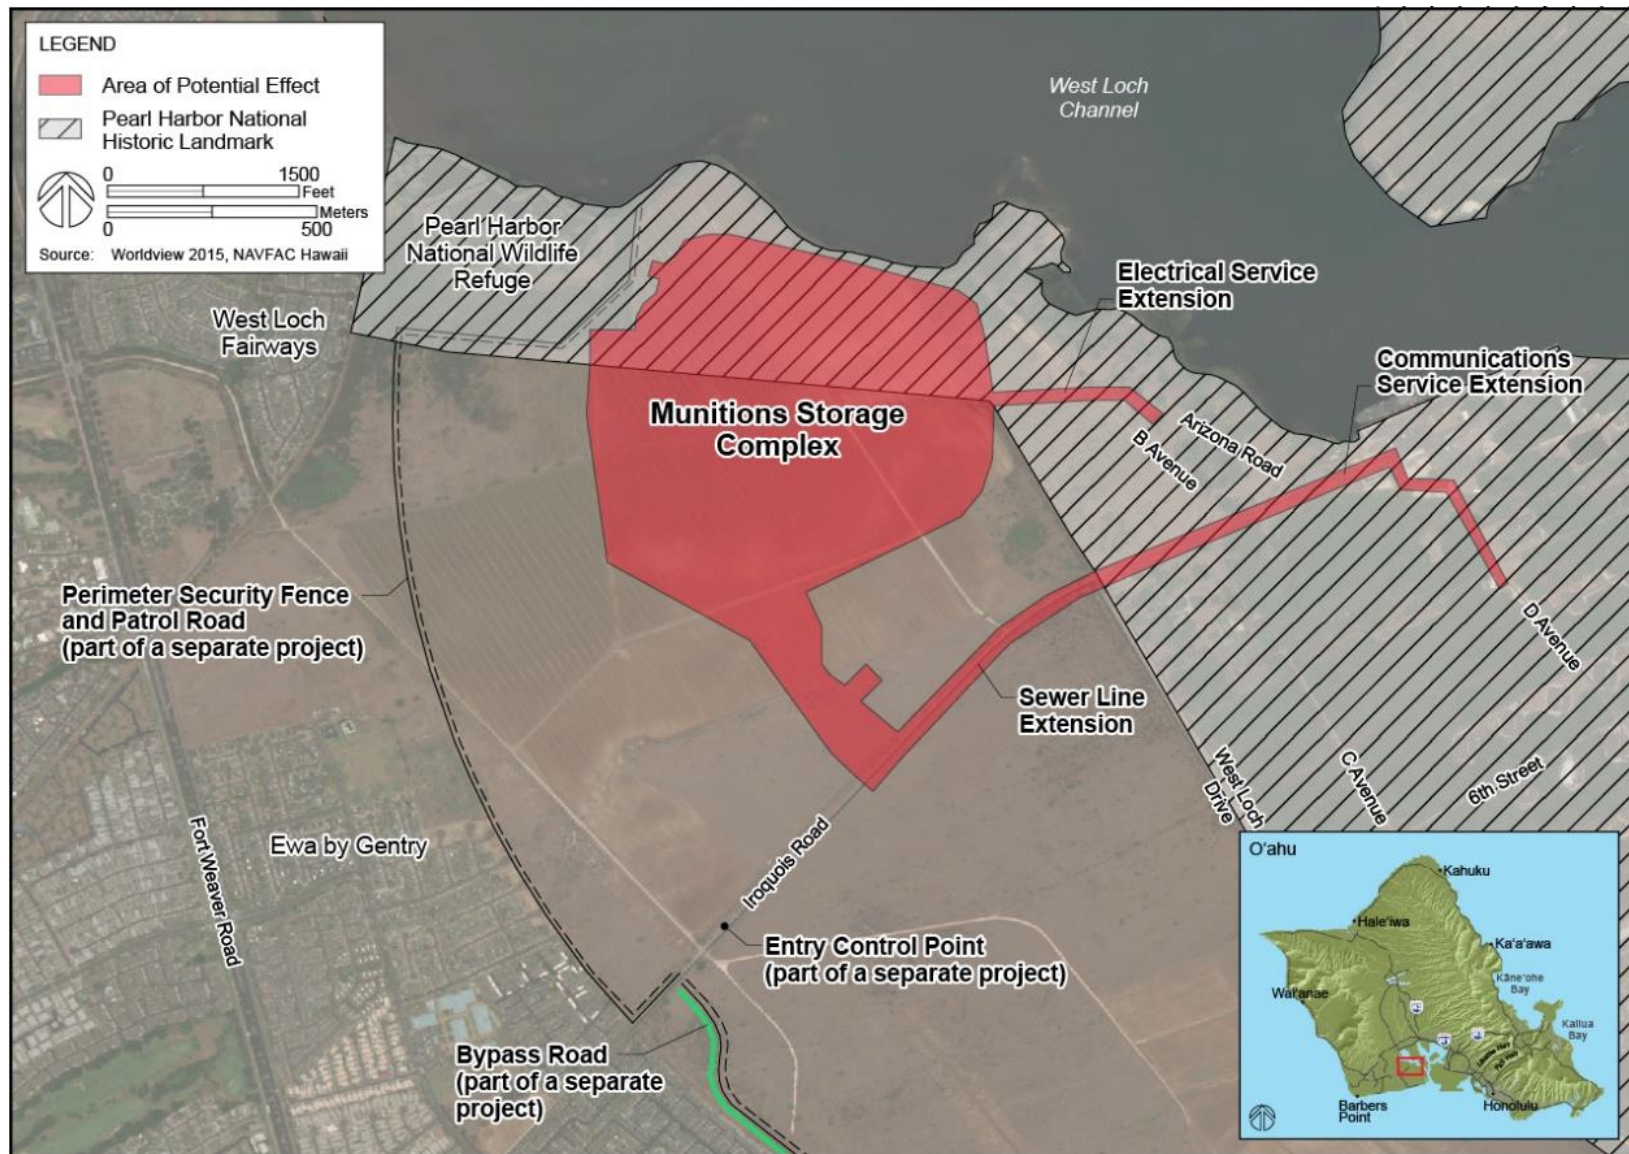 LEGEND
Area of Potential Effect
Pearl Harbor National
Historic Landmark
0 1500
Feet
Meters
0 500
Source: Worldview 2015, NAVFAC Hawaii
West Loch
Channel
Pearl Harbor
National Wildlife
Refuge
West Loch
Fairways
Electrical Service
Extension
Communications
Service Extension
Munitions Storage
Complex
Arizona Road
B Avenue
Perimeter Security Fence
and Patrol Road
(part of a separate project)
D Avenue
Sewer Line
Extension
West Loch
Drive
C Avenue
6th Street
Fort Weaver Road
Ewa by Gentry
Iroquois Road
Entry Control Point
(part of a separate project)
Bypass Road
(part of a separate
project)
O'ahu
Kahuku
Hale'iwa
Ka'a'awa
Kāne'ohe
Bay
Wai'anae
Kailua
Bay
Likelike Hwy
Pali Hwy
Barbers
Point
Honolulu